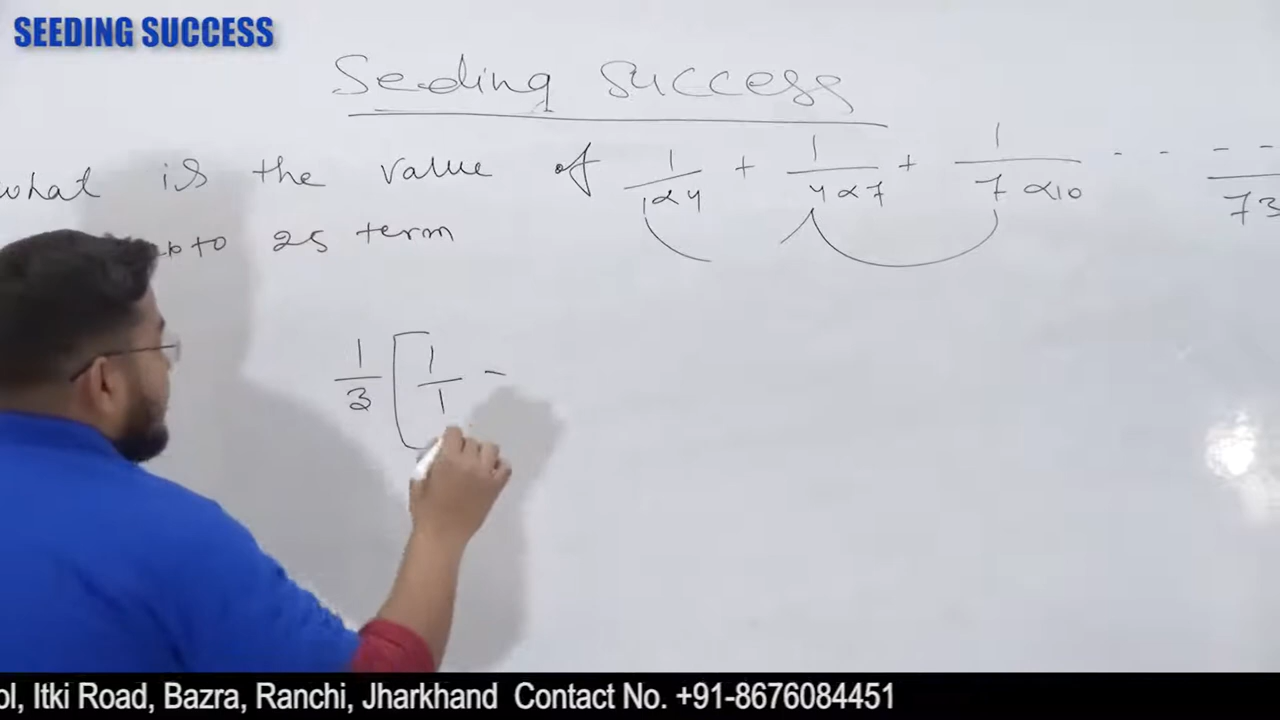 SEEDING SUCCESS
Seeding success
what is the value of 1/1×4 + 1/4×7 + 1/7×10 - - - - 73
upto 25 term
1/3 [ 1/1 -
ol, Itki Road, Bazra, Ranchi, Jharkhand Contact No. +91-8676084451